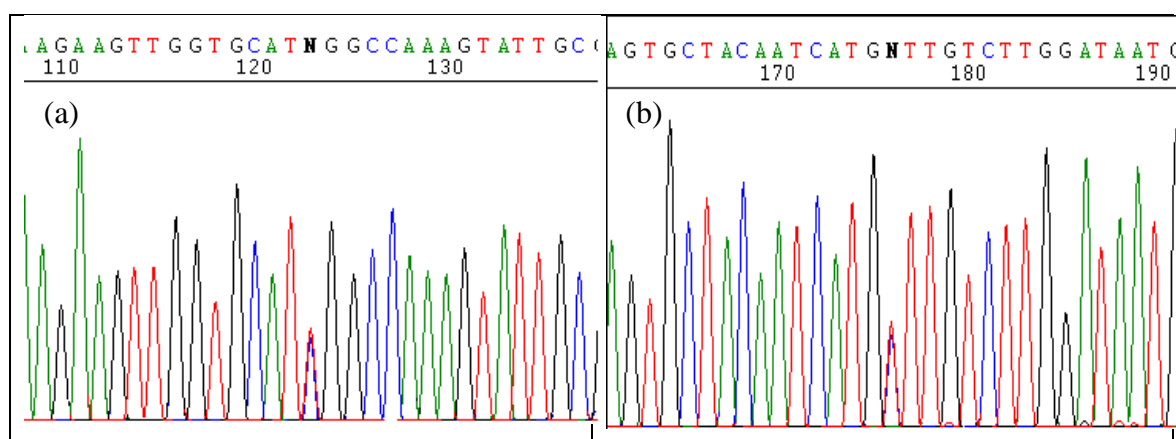 AGAAGTTGGTGCATNGGCCAAAGTATTGC
110 120 130
(a)
AGTGCTACAATCATGNTTGTCTTGGATAAT
170 180 190
(b)